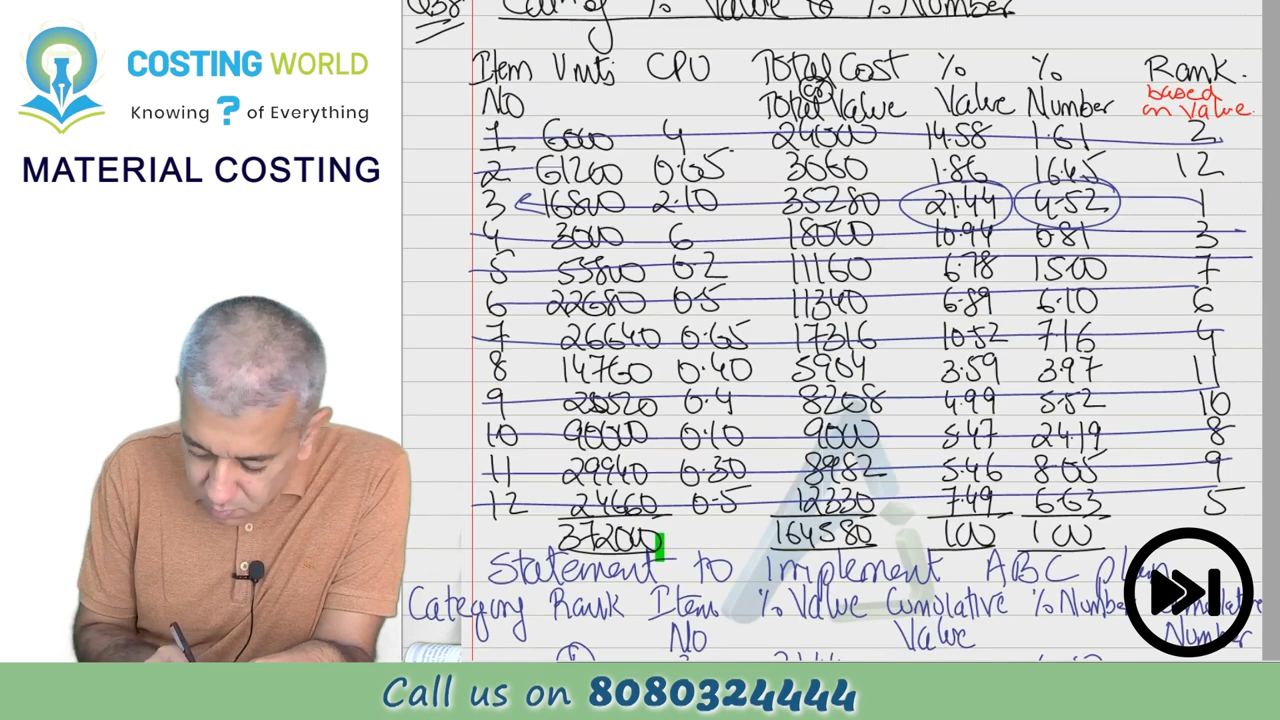 COSTING WORLD
Knowing ? of Everything
MATERIAL COSTING
% Value & % Number
Item Units CPU Total Cost % % Rank
No or Total Value Value Number based on Value
1 6000 4 24000 14.58 1.61 2
2 61200 0.05 3060 1.86 16.45 12
3 16800 2.10 35280 21.44 4.52 1
4 3000 6 18000 10.94 0.81 3
5 55800 0.2 11160 6.78 15.00 7
6 22680 0.5 11340 6.89 6.10 6
7 26640 0.65 17316 10.52 7.16 4
8 14760 0.40 5904 3.59 3.97 11
9 20520 0.4 8208 4.99 5.52 10
10 90000 0.10 9000 5.47 24.19 8
11 29940 0.30 8982 5.46 8.05 9
12 24660 0.5 12330 7.49 6.63 5
372000 164580 100 100
Statement to Implement ABC plan
Category Rank Item % Value Cumulative % Number Cumulative
No Value Number
Call us on 8080324444